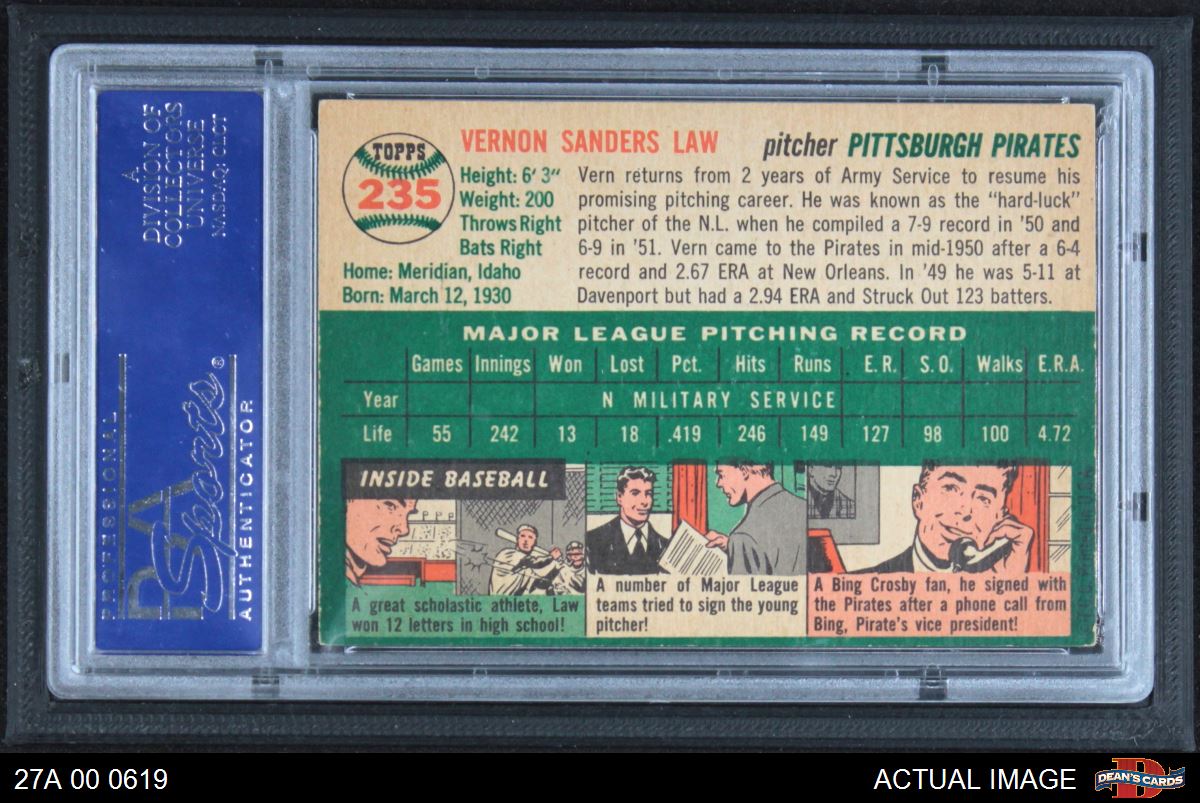 A
DIVISION OF
COLLECTORS
UNIVERSE
NASDAQ: CLCT
PROFESSIONAL
PSA
Sports®
AUTHENTICATOR
TOPPS
235
VERNON SANDERS LAW
pitcher PITTSBURGH PIRATES
Height: 6' 3"
Weight: 200
Throws Right
Bats Right
Home: Meridian, Idaho
Born: March 12, 1930
Vern returns from 2 years of Army Service to resume his
promising pitching career. He was known as the "hard-luck"
pitcher of the N.L. when he compiled a 7-9 record in '50 and
6-9 in '51. Vern came to the Pirates in mid-1950 after a 6-4
record and 2.67 ERA at New Orleans. In '49 he was 5-11 at
Davenport but had a 2.94 ERA and Struck Out 123 batters.
MAJOR LEAGUE PITCHING RECORD
Games Innings Won Lost Pct. Hits Runs E. R. S. O. Walks E.R.A.
Year N MILITARY SERVICE
Life 55 242 13 18 .419 246 149 127 98 100 4.72
INSIDE BASEBALL
A great scholastic athlete, Law
won 12 letters in high school!
A number of Major League
teams tried to sign the young
pitcher!
A Bing Crosby fan, he signed with
the Pirates after a phone call from
Bing, Pirate's vice president!
27A 00 0619
ACTUAL IMAGE
DEAN'S CARDS